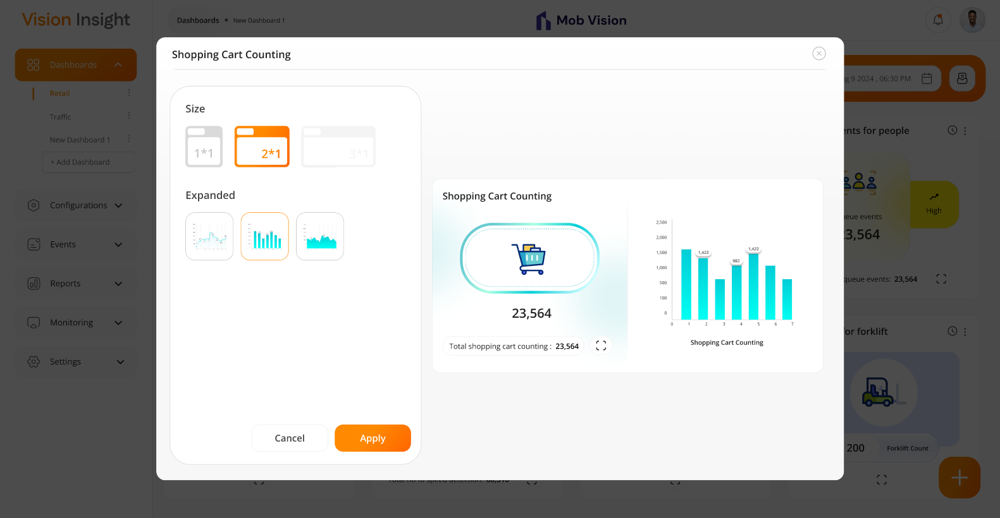 Vision Insight
Dashboards • New Dashboard 1
Mob Vision
Dashboards
Retail
Traffic
New Dashboard 1
+ Add Dashboard
Configurations
Events
Reports
Monitoring
Settings
Shopping Cart Counting
Size
1*1
2*1
3*1
Expanded
Cancel
Apply
Shopping Cart Counting
23,564
Total shopping cart counting : 23,564
2,500
2,000
1,500
1,000
500
100
0
1,422
982
1,422
0 1 2 3 4 5 6 7
Shopping Cart Counting
9 2024 , 06:30 PM
for people
High
events
3,564
queue events: 23,564
for forklift
200
Forklift Count